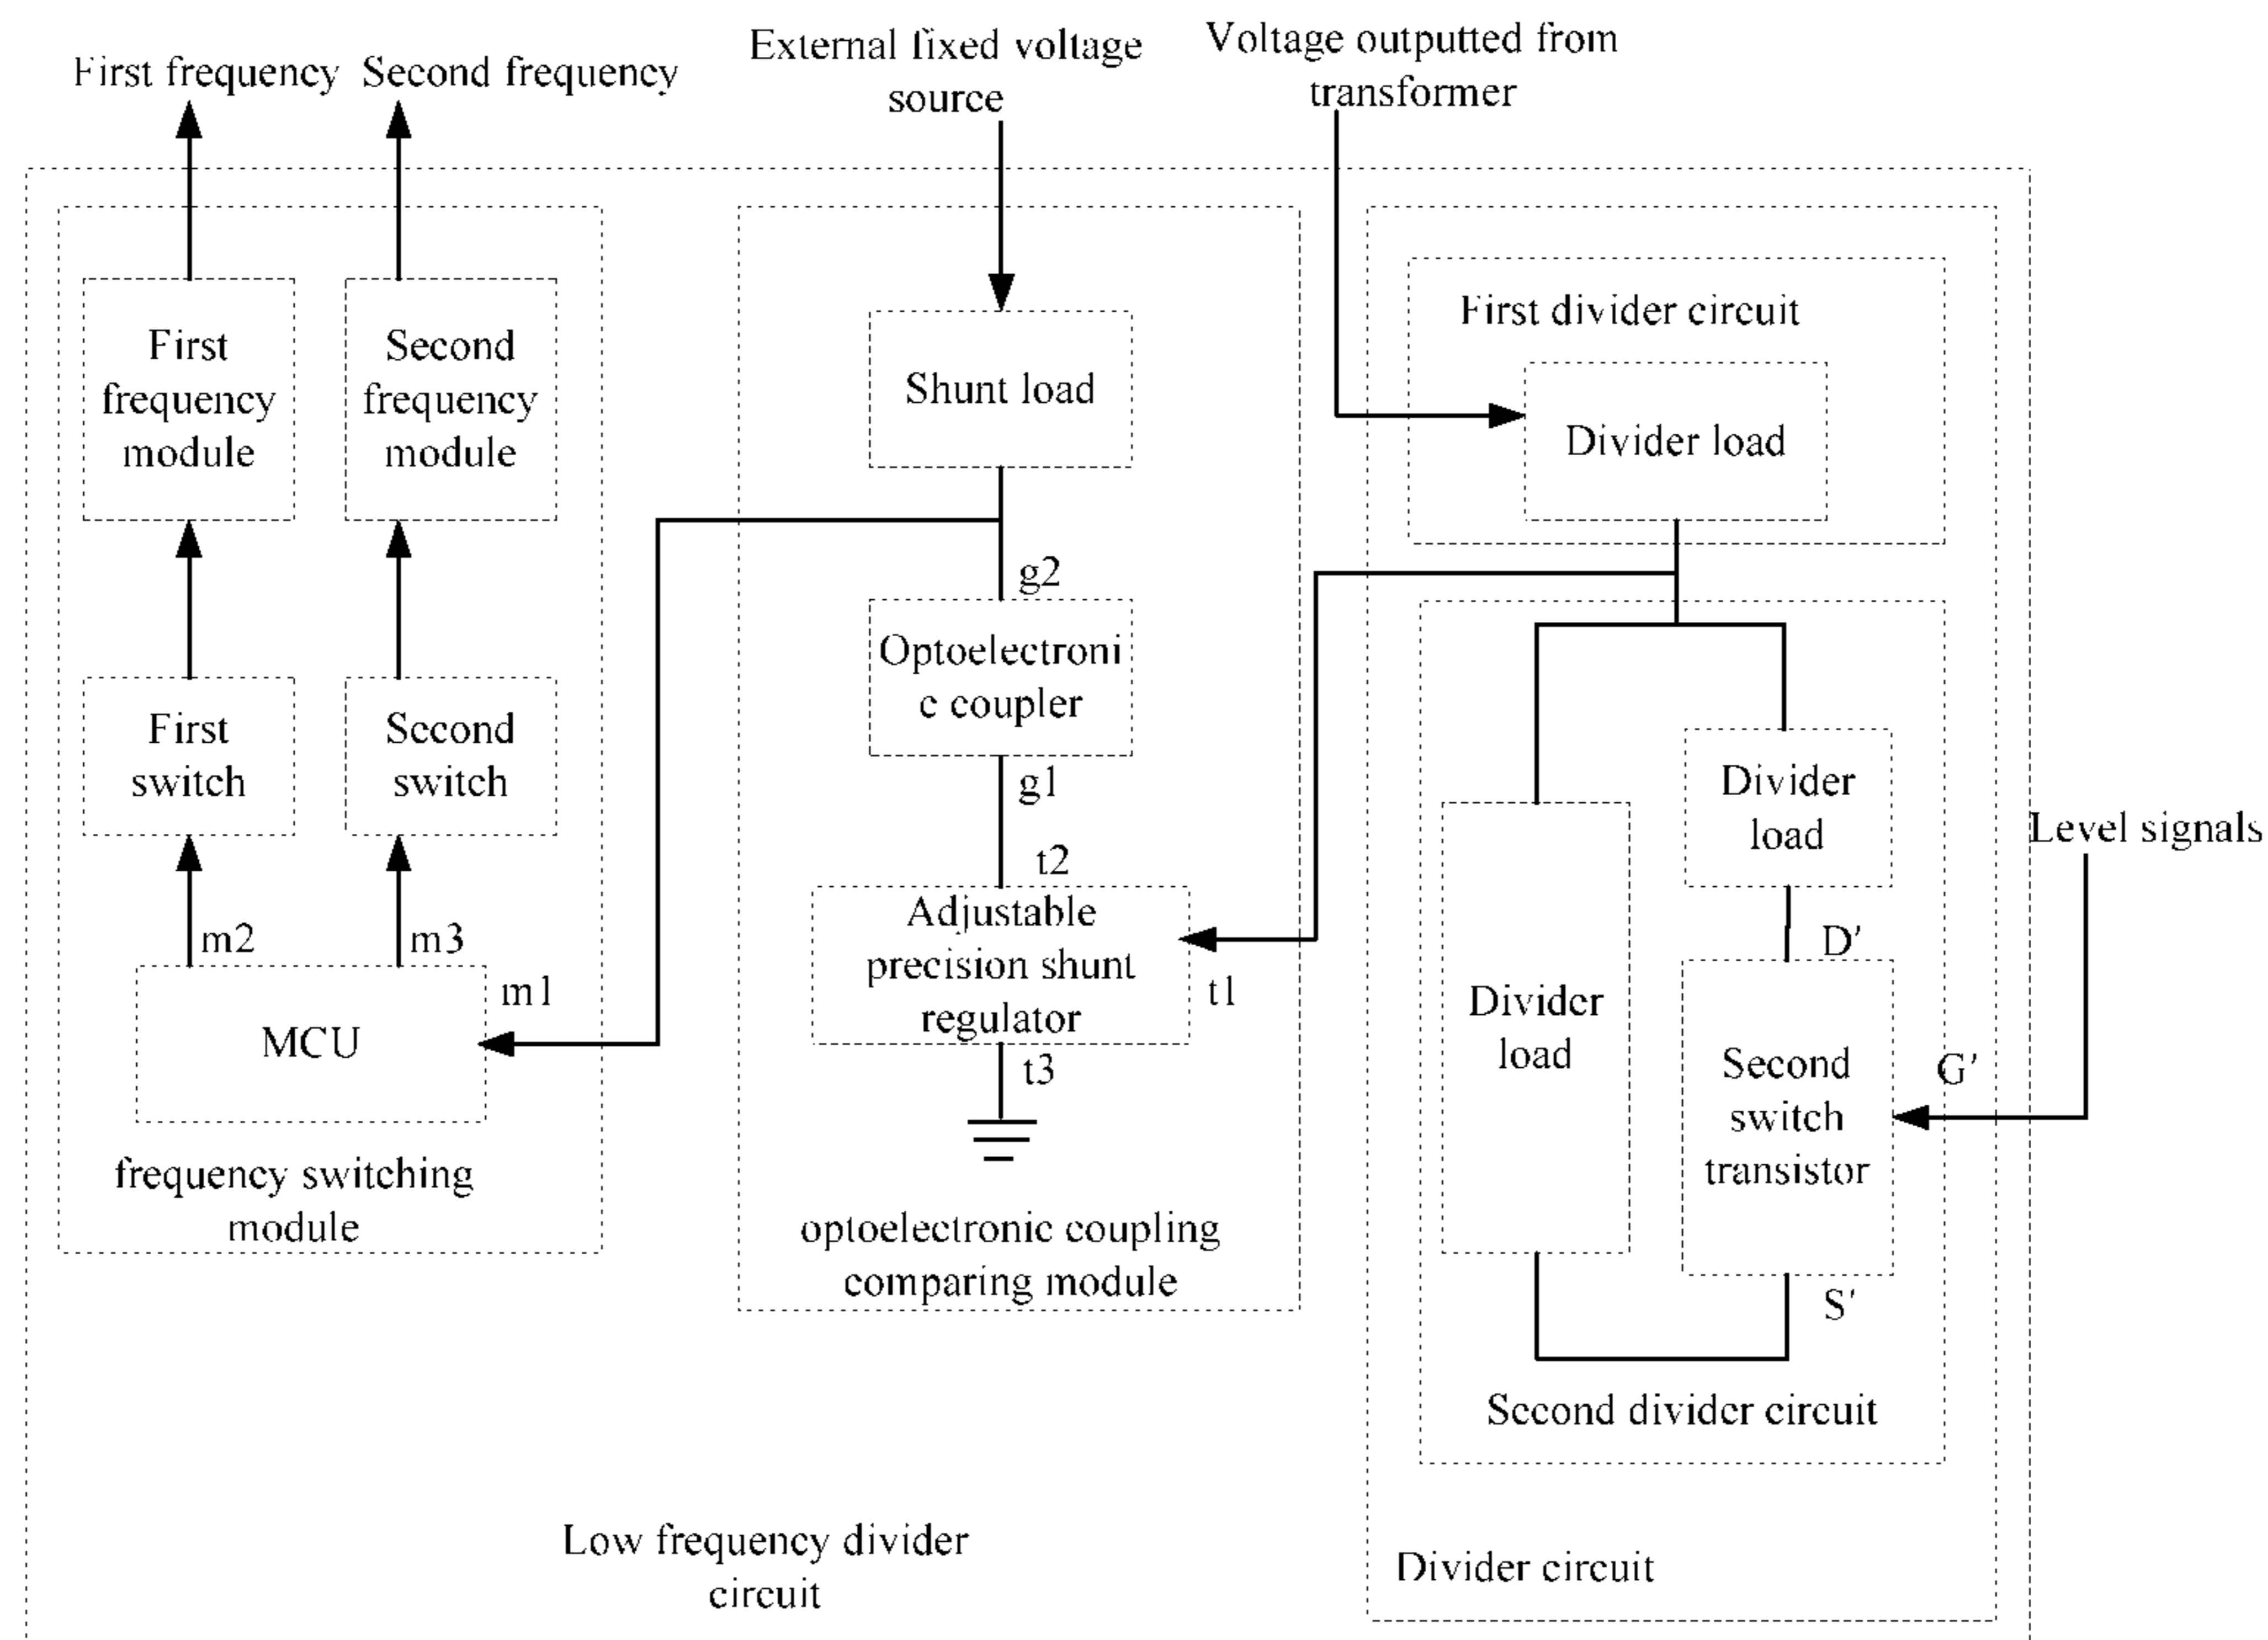 First frequency
Second frequency
External fixed voltage
source
Voltage outputted from
transformer
First
frequency
module
Second
frequency
module
First
switch
Second
switch
m2
m3
m1
MCU
frequency switching
module
Shunt load
g2
Optoelectroni
c coupler
g1
t2
Adjustable
precision shunt
regulator
t1
t3
optoelectronic coupling
comparing module
First divider circuit
Divider load
Divider
load
Divider
load
D'
Second
switch
transistor
G'
S'
Level signals
Second divider circuit
Divider circuit
Low frequency divider
circuit